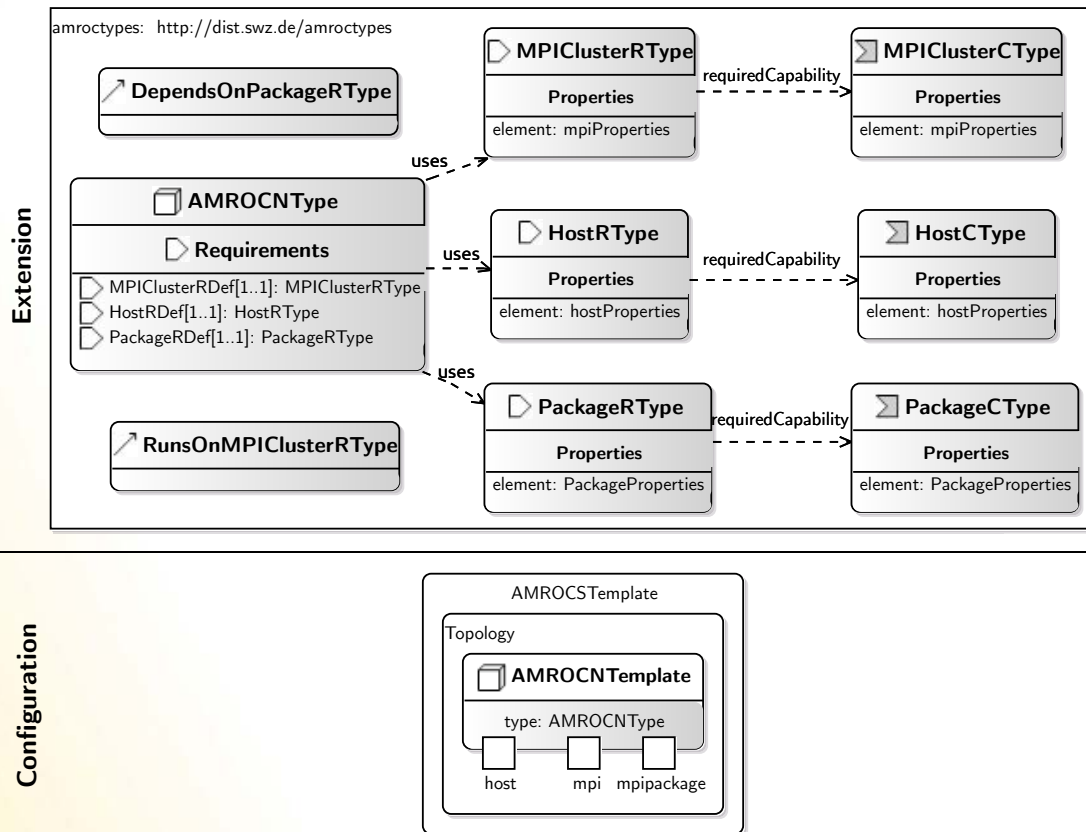 amroctypes: http://dist.swz.de/amroctypes
Extension
DependsOnPackageRType
AMROCNType
Requirements
MPIClusterRDef[1..1]: MPIClusterRType
HostRDef[1..1]: HostRType
PackageRDef[1..1]: PackageRType
RunsOnMPIClusterRType
uses
uses
uses
MPIClusterRType
Properties
element: mpiProperties
requiredCapability
MPIClusterCType
Properties
element: mpiProperties
HostRType
Properties
element: hostProperties
requiredCapability
HostCType
Properties
element: hostProperties
PackageRType
Properties
element: PackageProperties
requiredCapability
PackageCType
Properties
element: PackageProperties
Configuration
AMROCSTemplate
Topology
AMROCNTemplate
type: AMROCNType
host mpi mpipackage